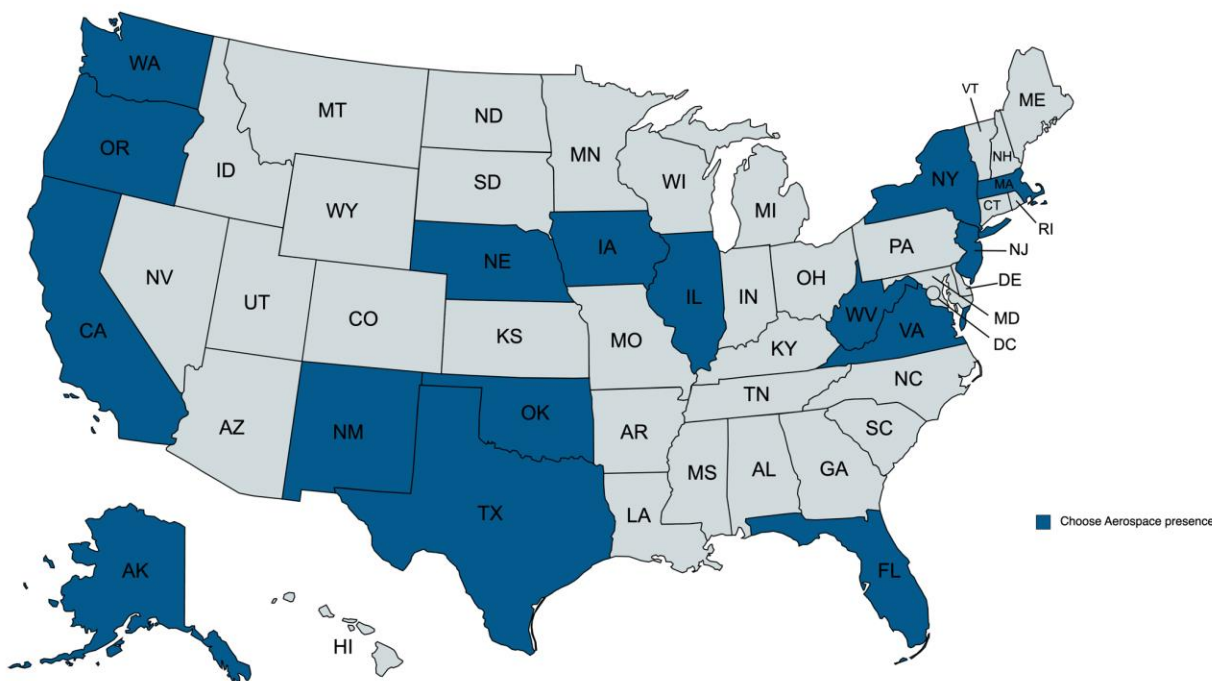 WA
MT
ND
MN
VT
ME
OR
ID
SD
WI
NH
NY
MA
WY
MI
CT
RI
IA
PA
NJ
NE
NV
OH
DE
UT
IL
IN
CA
CO
WV
MD
KS
MO
VA
DC
KY
NC
TN
OK
AZ
NM
AR
SC
MS
AL
GA
TX
LA
Choose Aerospace presence
AK
FL
HI